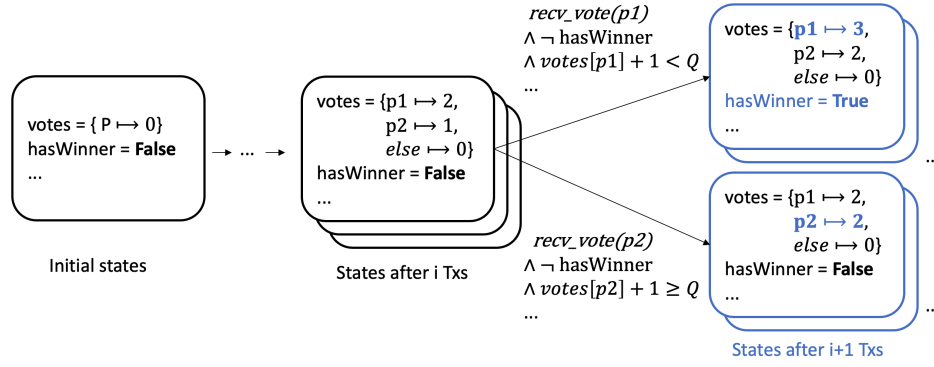 votes = { P ↦ 0}
hasWinner = False
...
Initial states
→ ... →
votes = {p1 ↦ 2,
p2 ↦ 1,
else ↦ 0}
hasWinner = False
...
States after i Txs
recv_vote(p1)
∧ ¬ hasWinner
∧ votes[p1] + 1 < Q
...
recv_vote(p2)
∧ ¬ hasWinner
∧ votes[p2] + 1 ≥ Q
...
votes = {p1 ↦ 3,
p2 ↦ 2,
else ↦ 0}
hasWinner = True
...
..
votes = {p1 ↦ 2,
p2 ↦ 2,
else ↦ 0}
hasWinner = False
...
..
States after i+1 Txs